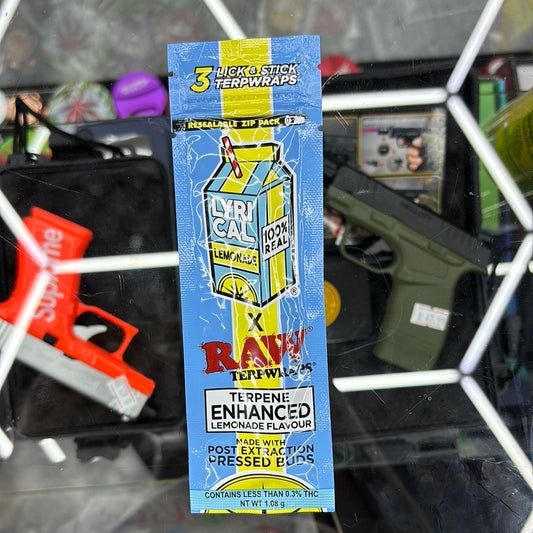 3 LICK & STICK
TERPWRAPS
RESEALABLE ZIP PACK
LYRI
CAL
LEMONADE
100%
REAL
®
X
RAW
TERPWRAPS®
TERPENE
ENHANCED
LEMONADE FLAVOUR
MADE WITH
POST EXTRACTION
PRESSED BUDS
CONTAINS LESS THAN 0.3% THC
NT WT 1.08 g
Supreme